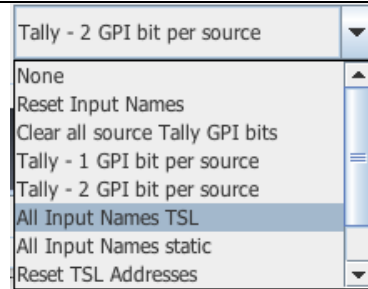 Tally - 2 GPI bit per source
None
Reset Input Names
Clear all source Tally GPI bits
Tally - 1 GPI bit per source
Tally - 2 GPI bit per source
All Input Names TSL
All Input Names static
Reset TSL Addresses